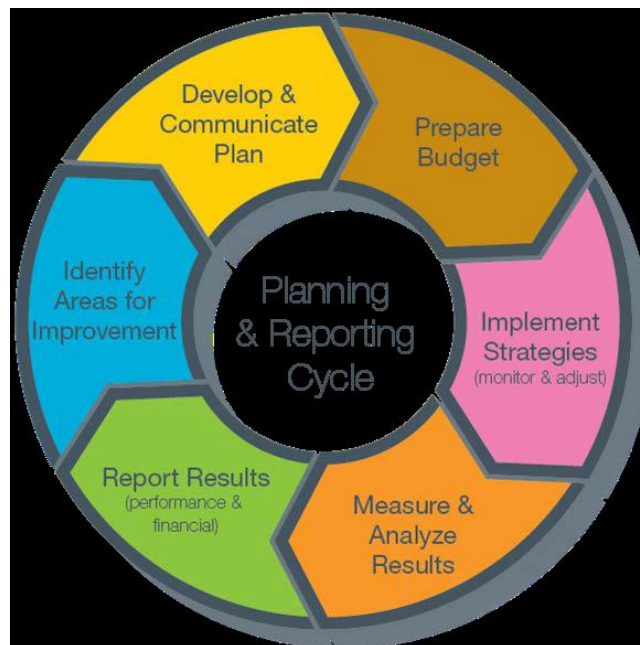 Develop &
Communicate
Plan
Prepare
Budget
Implement
Strategies
(monitor & adjust)
Measure &
Analyze
Results
Report Results
(performance &
financial)
Identify
Areas for
Improvement
Planning
& Reporting
Cycle